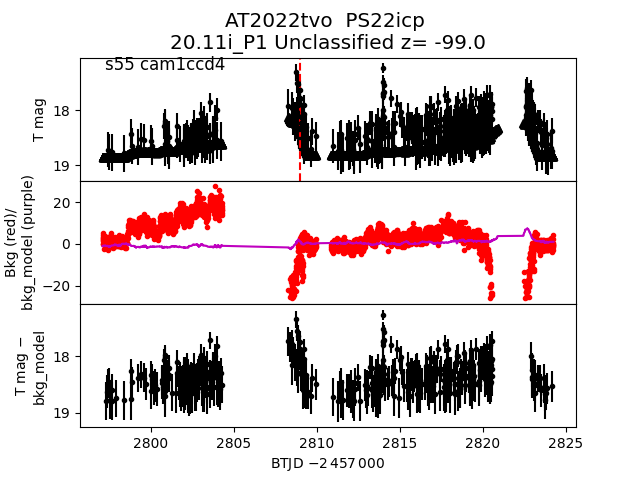 AT2022tvo  PS22icp
20.11i_P1 Unclassified z= -99.0
s55 cam1ccd4
T mag
18
19
Bkg (red)/
bkg_model (purple)
20
0
−20
T mag −
bkg_model
18
19
2800
2805
2810
2815
2820
2825
BTJD −2 457 000